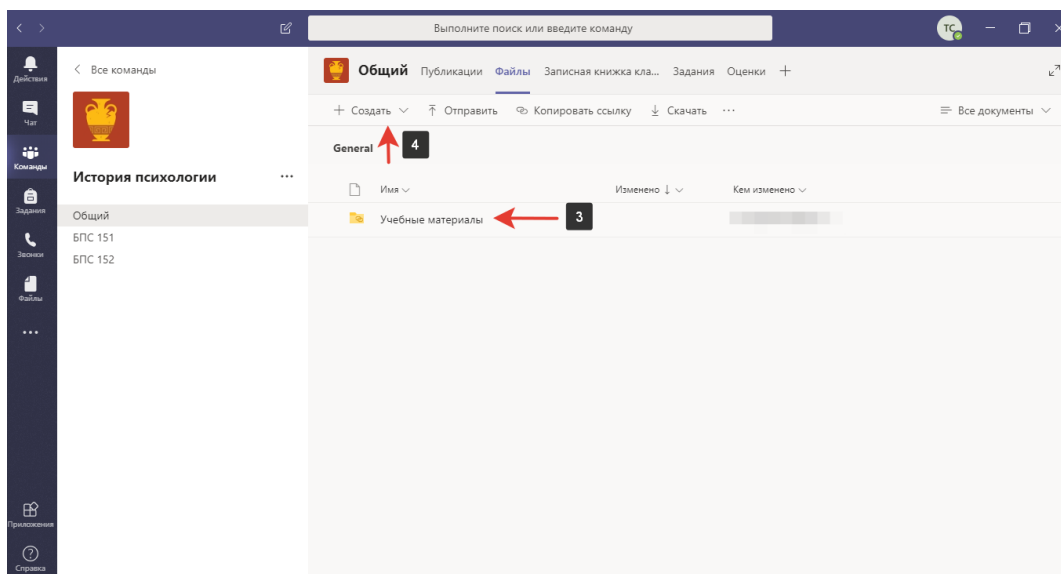 Выполните поиск или введите команду
ТС
Действия
Чат
Команды
Задания
Звонки
Файлы
Приложения
Справка
Все команды
История психологии
Общий
БПС 151
БПС 152
Общий Публикации Файлы Записная книжка кла... Задания Оценки
Создать Отправить Копировать ссылку Скачать ... Все документы
General
4
Имя Изменено Кем изменено
Учебные материалы
3